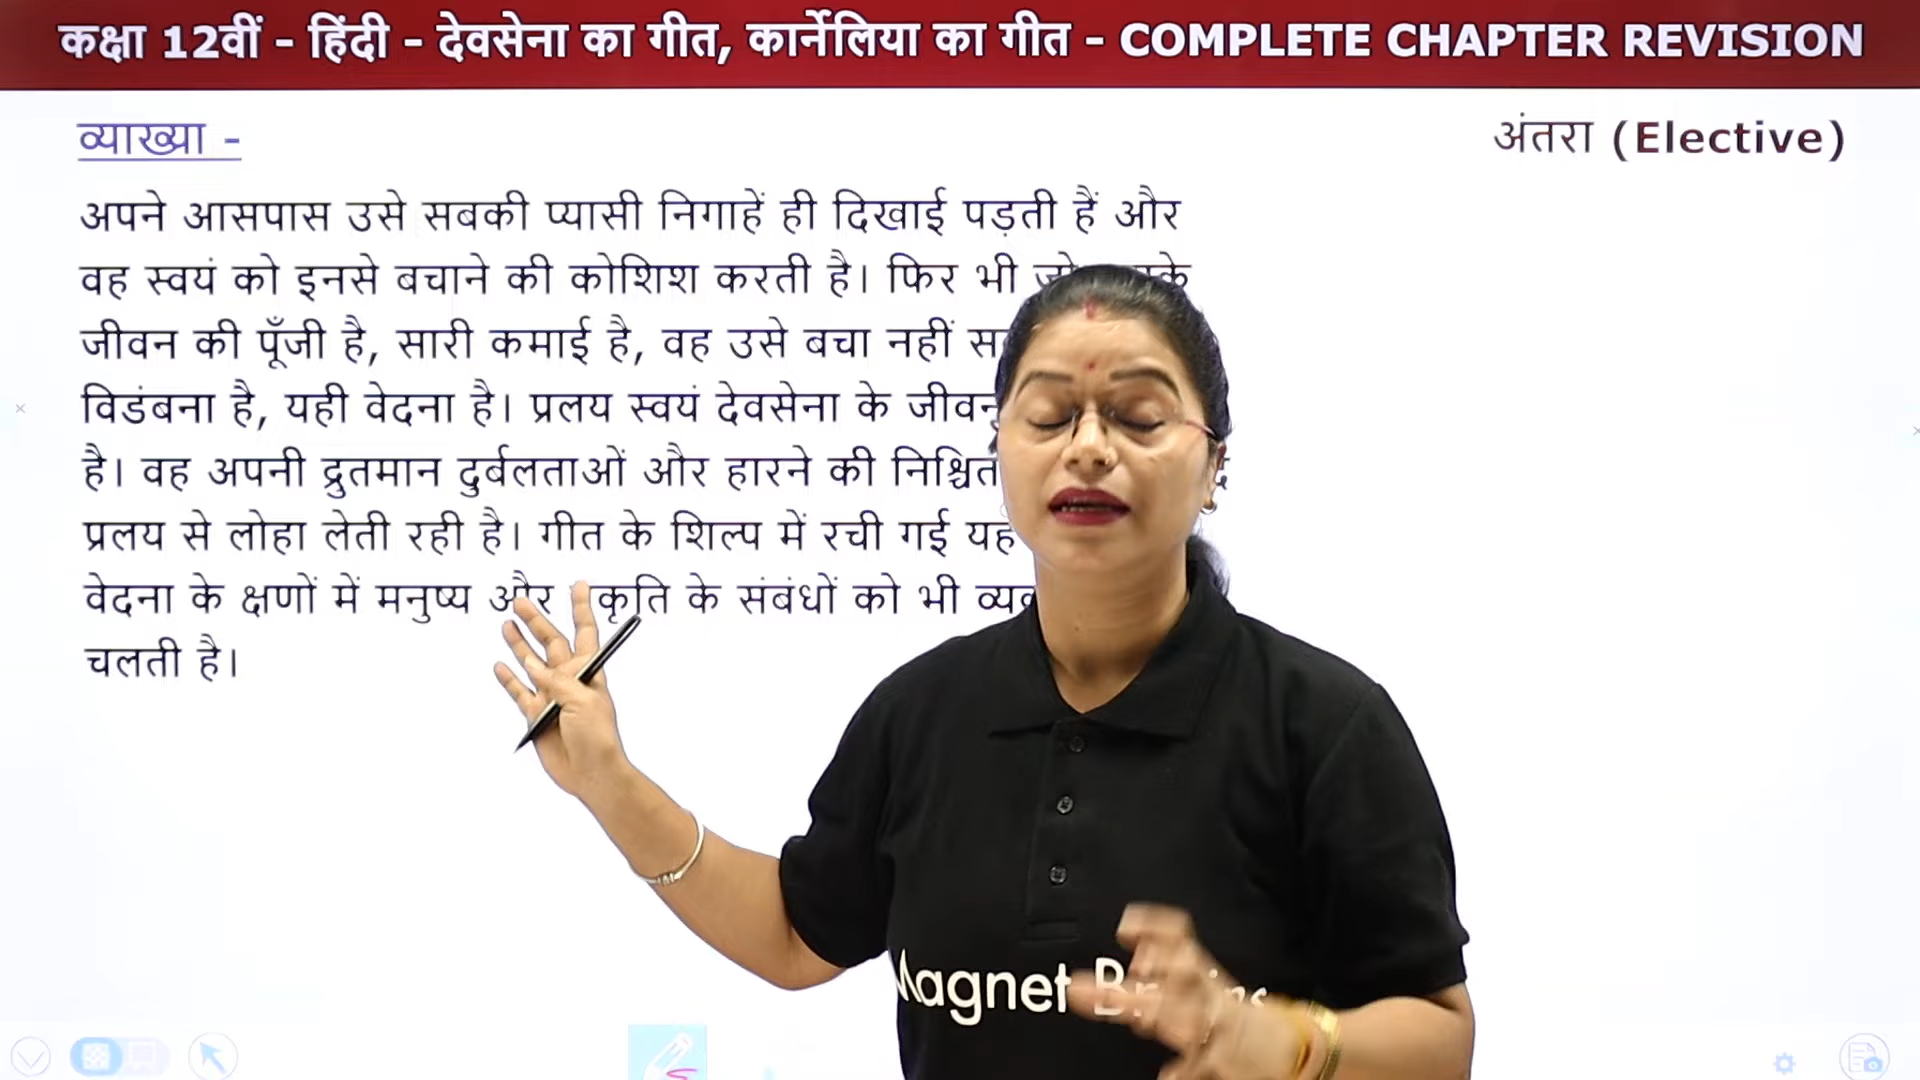 कक्षा 12वीं - हिंदी - देवसेना का गीत, कार्नेलिया का गीत - COMPLETE CHAPTER REVISION
व्याख्या -
अंतरा (Elective)
अपने आसपास उसे सबकी प्यासी निगाहें ही दिखाई पड़ती हैं और
वह स्वयं को इनसे बचाने की कोशिश करती है। फिर भी
जीवन की पूँजी है, सारी कमाई है, वह उसे बचा नहीं
विडंबना है, यही वेदना है। प्रलय स्वयं देवसेना के
है। वह अपनी द्रुतमान दुर्बलताओं और हारने की
प्रलय से लोहा लेती रही है। गीत के शिल्प में रची गई यह
वेदना के क्षणों में मनुष्य और के संबंधों को भी
चलती है।
Magnet